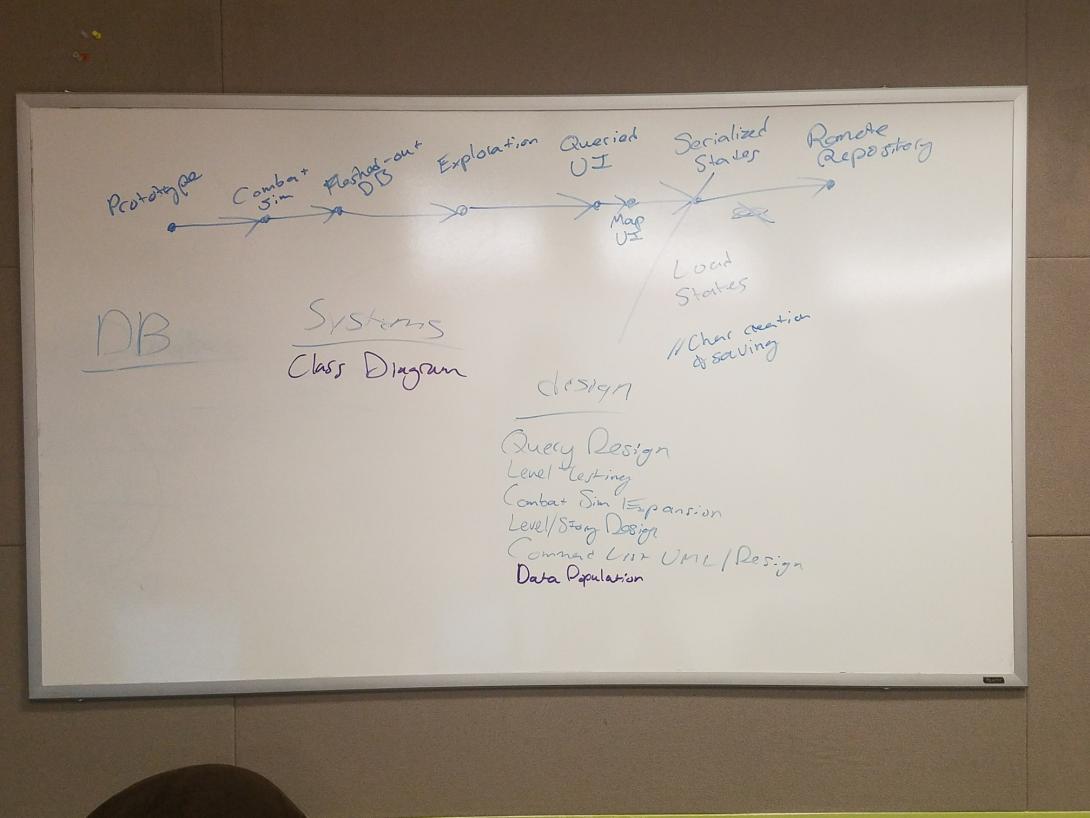 Prototype
Combat
Sim
Fleshed-out
DB
Exploration
Queried
UI
Map
UI
Serialized
States
Remote
Repository
Load
States
//Char creation
& saving
DB
Systems
Class Diagram
design
Query Design
Level testing
Combat Sim Expansion
Level/Story Design
Command List UML/Design
Data Population